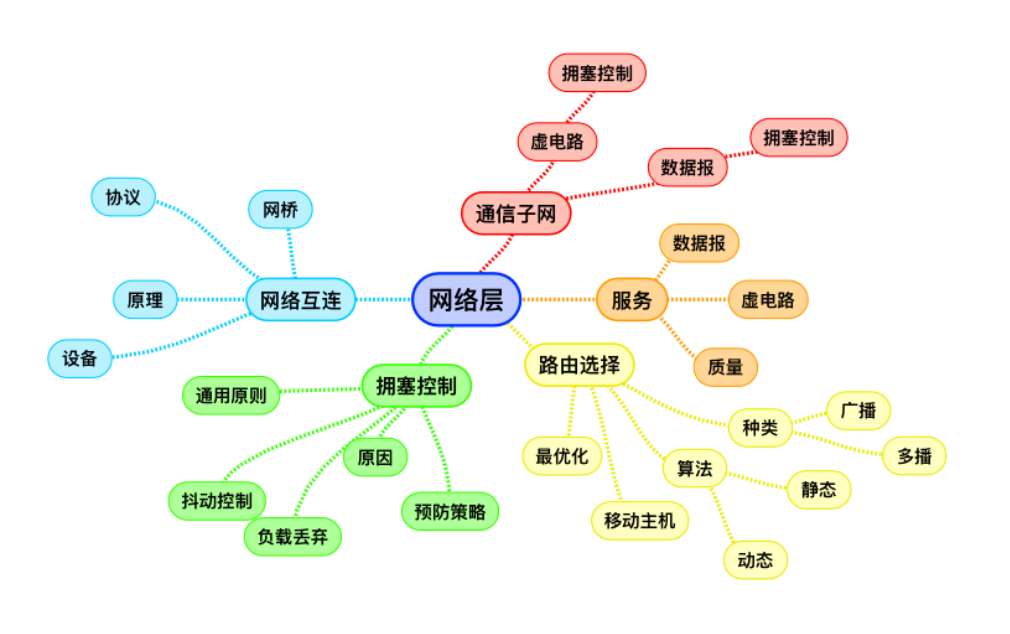 拥塞控制
虚电路
拥塞控制
数据报
通信子网
协议
网桥
数据报
原理
网络互连
网络层
服务
虚电路
设备
路由选择
质量
通用原则
拥塞控制
种类
广播
原因
最优化
算法
多播
抖动控制
预防策略
静态
负载丢弃
移动主机
动态